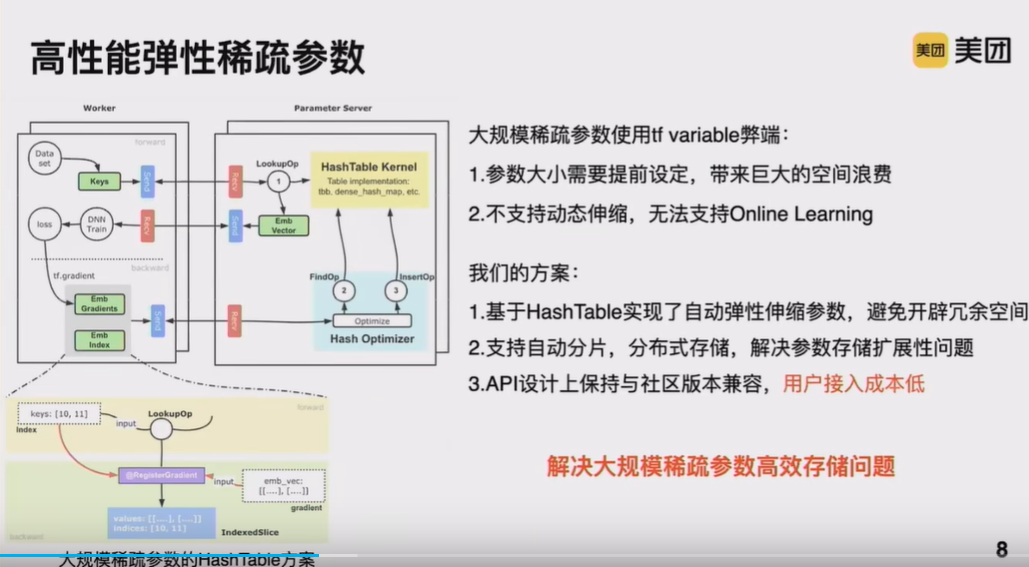 高性能弹性稀疏参数
美团 美团
Worker
Parameter Server
forward
Data
set
Keys
Send
Recv
LookupOp
1
HashTable Kernel
Table implementation:
tbb, dense_hash_map, etc.
loss
DNN
Train
Recv
Send
Emb
Vector
backward
tf.gradient
Emb
Gradients
Emb
Index
Send
Recv
FindOp
InsertOp
2
3
Optimize
Hash Optimizer
keys: [10, 11]
Index
input
LookupOp
forward
@RegisterGradient
input
emb_vec:
[[....], [....]]
gradient
values: [[....], [....]]
indices: [10, 11]
IndexedSlice
backward
大规模稀疏参数的HashTable方案
大规模稀疏参数使用tf variable弊端：
1.参数大小需要提前设定，带来巨大的空间浪费
2.不支持动态伸缩，无法支持Online Learning
我们的方案：
1.基于HashTable实现了自动弹性伸缩参数，避免开辟冗余空间
2.支持自动分片，分布式存储，解决参数存储扩展性问题
3.API设计上保持与社区版本兼容，用户接入成本低
解决大规模稀疏参数高效存储问题
8